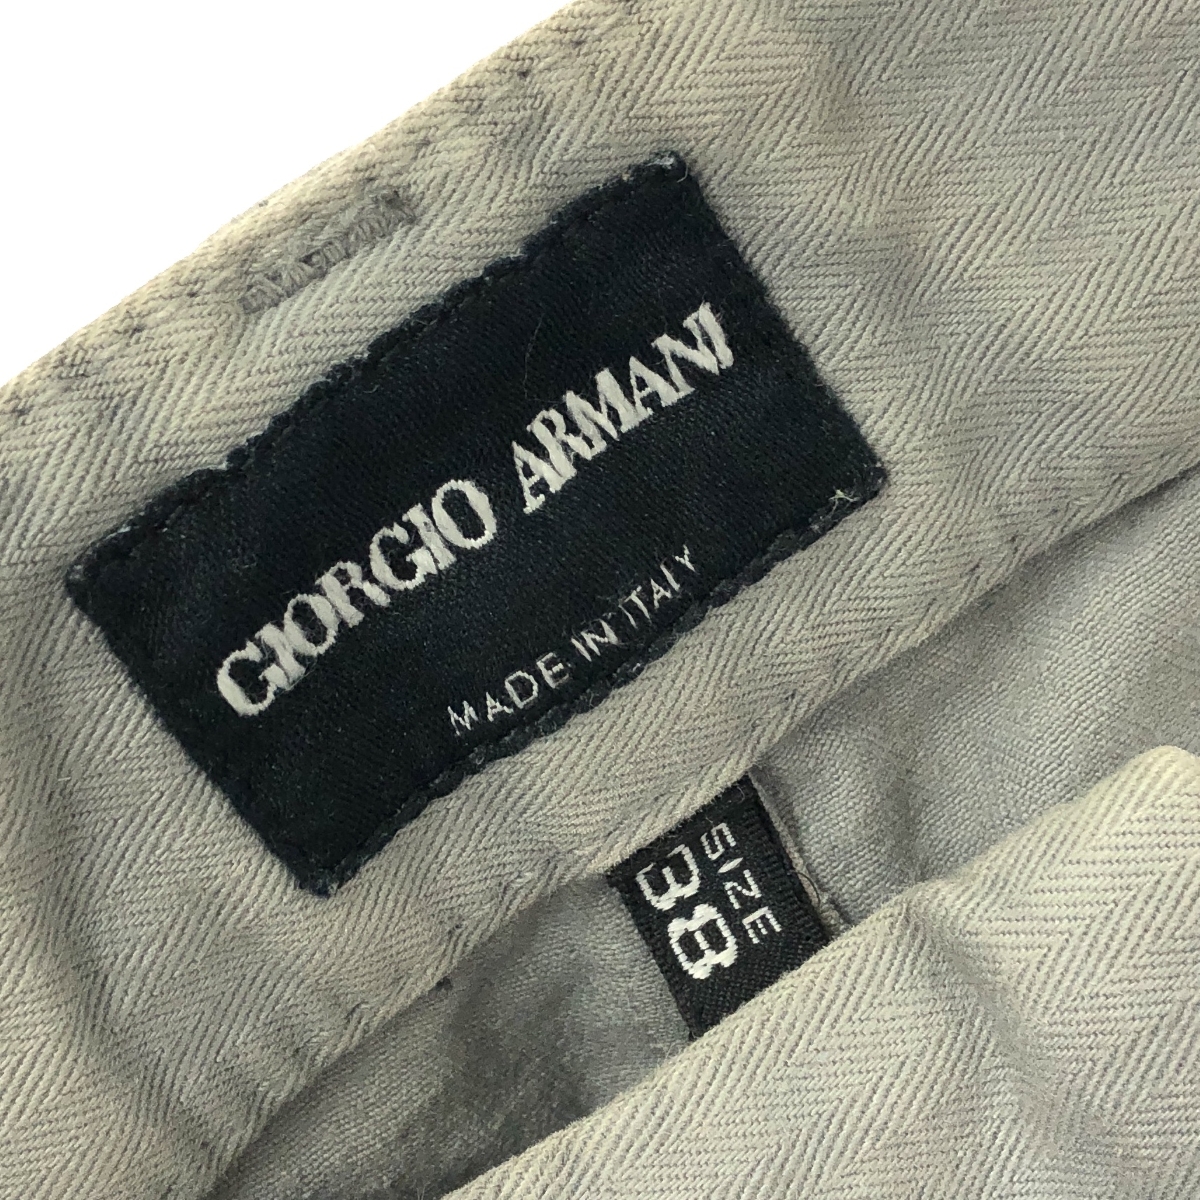 GIORGIO ARMANI
MADE IN ITALY
SIZE
38